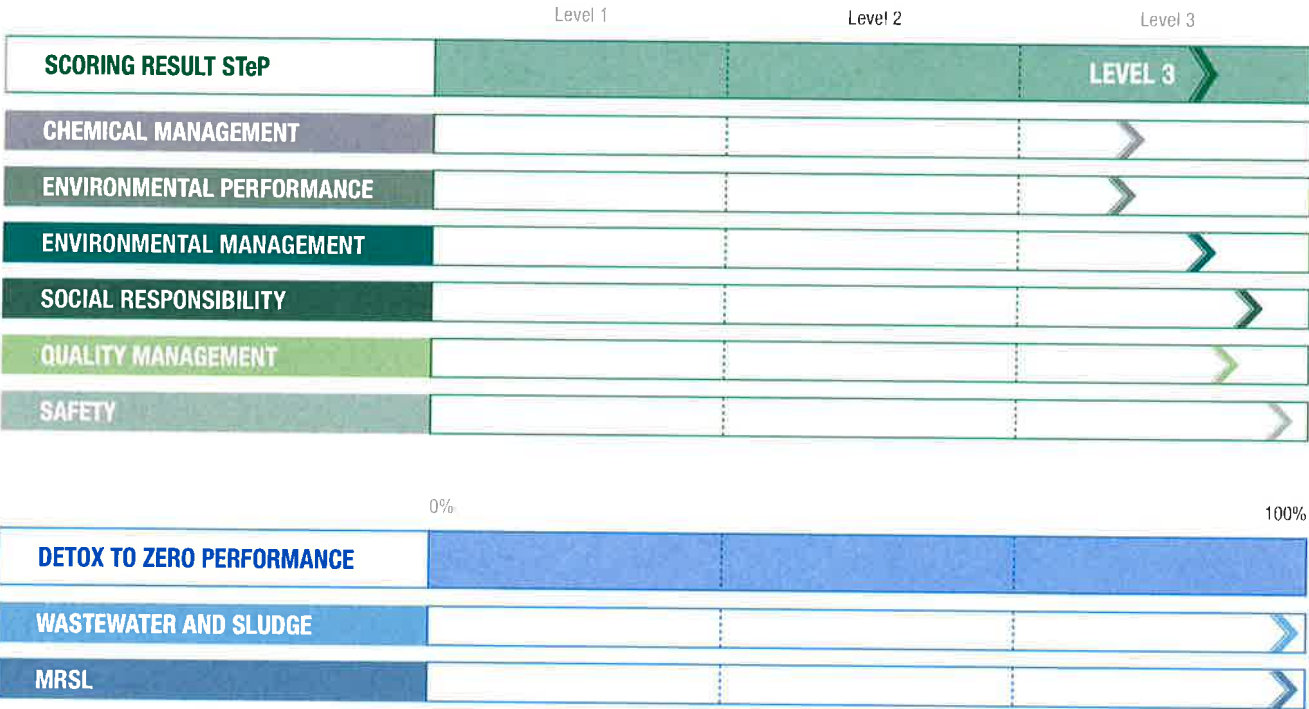 Level 1 Level 2 Level 3
SCORING RESULT STeP LEVEL 3
CHEMICAL MANAGEMENT
ENVIRONMENTAL PERFORMANCE
ENVIRONMENTAL MANAGEMENT
SOCIAL RESPONSIBILITY
QUALITY MANAGEMENT
SAFETY
0% 100%
DETOX TO ZERO PERFORMANCE
WASTEWATER AND SLUDGE
MRSL